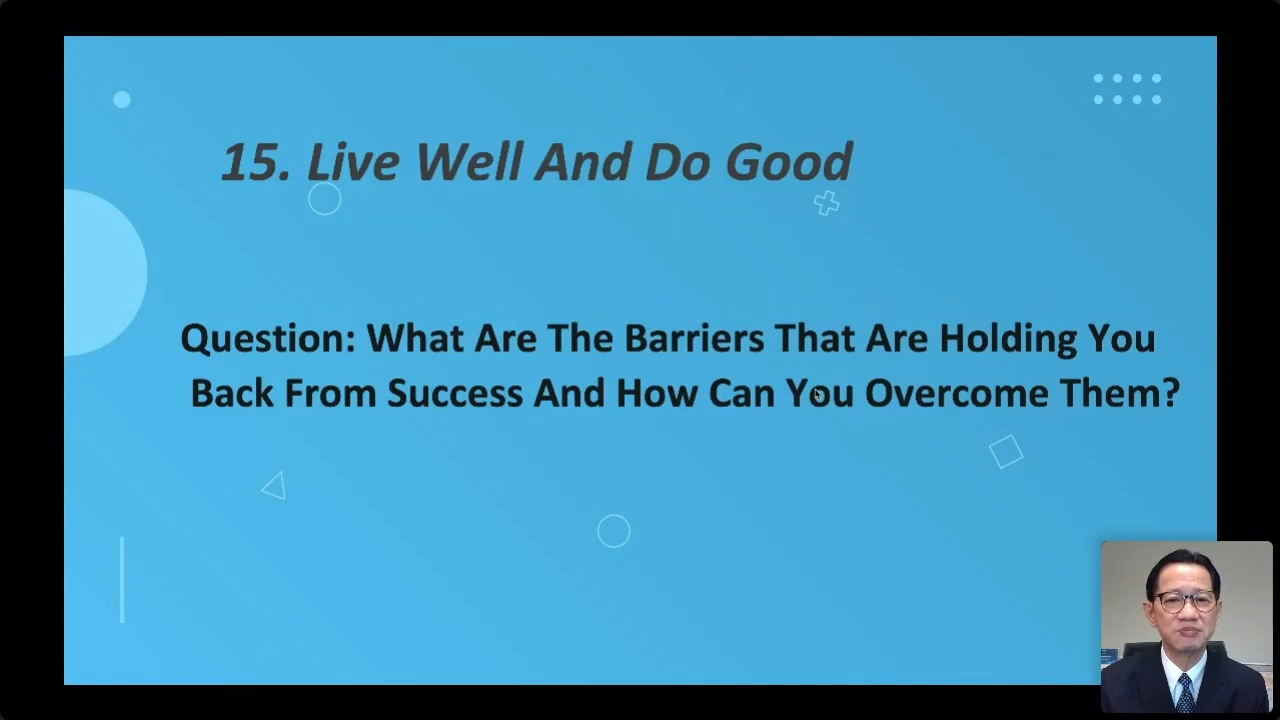 15. Live Well And Do Good
Question: What Are The Barriers That Are Holding You
Back From Success And How Can You Overcome Them?